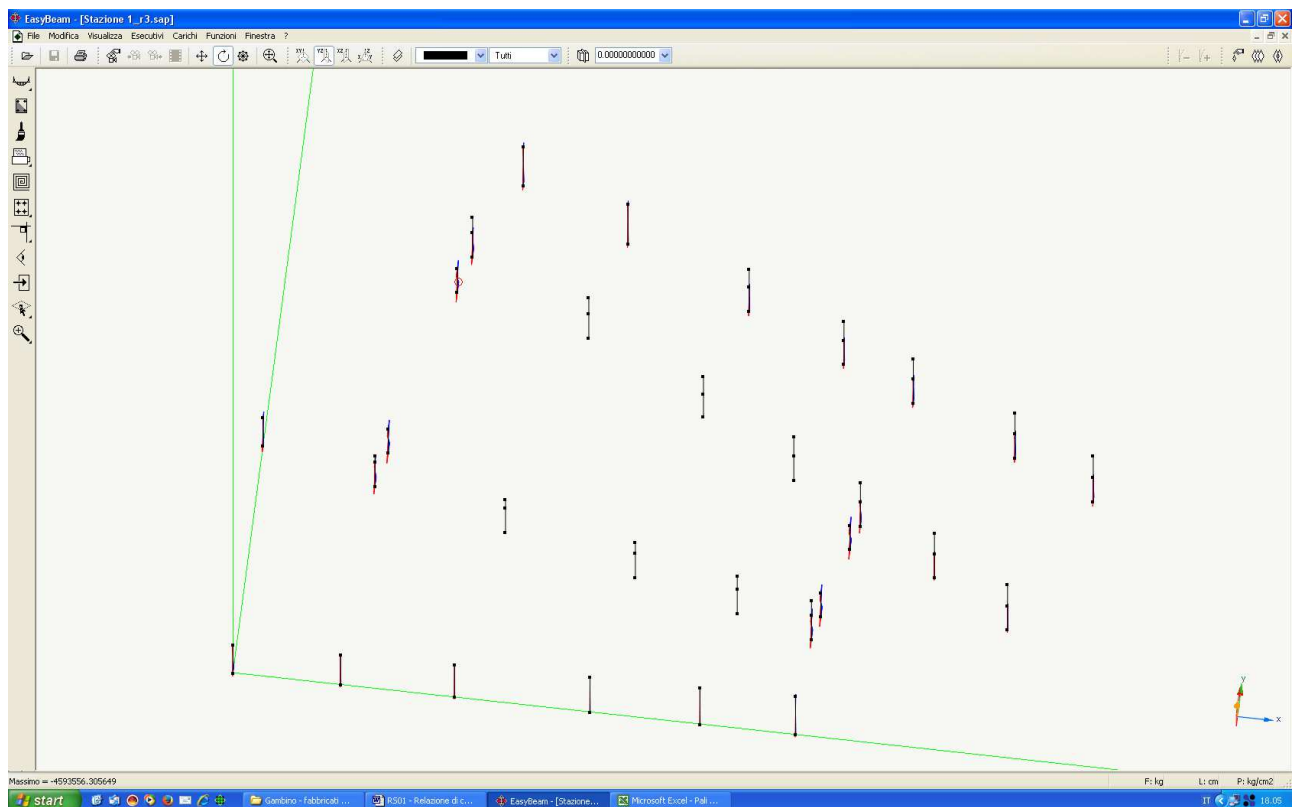 EasyBeam - [Stazione 1_r3.sap]
File Modifica Visualizza Esecutivi Carichi Funzioni Finestra ?
Tutti 0.00000000000
y
x
Massimo = -4593556.305649 F: kg L: cm P: kg/cm2
start Gambino - fabbricati ... RS01 - Relazione di c... EasyBeam - [Stazione... Microsoft Excel - Pali ... IT 18.05